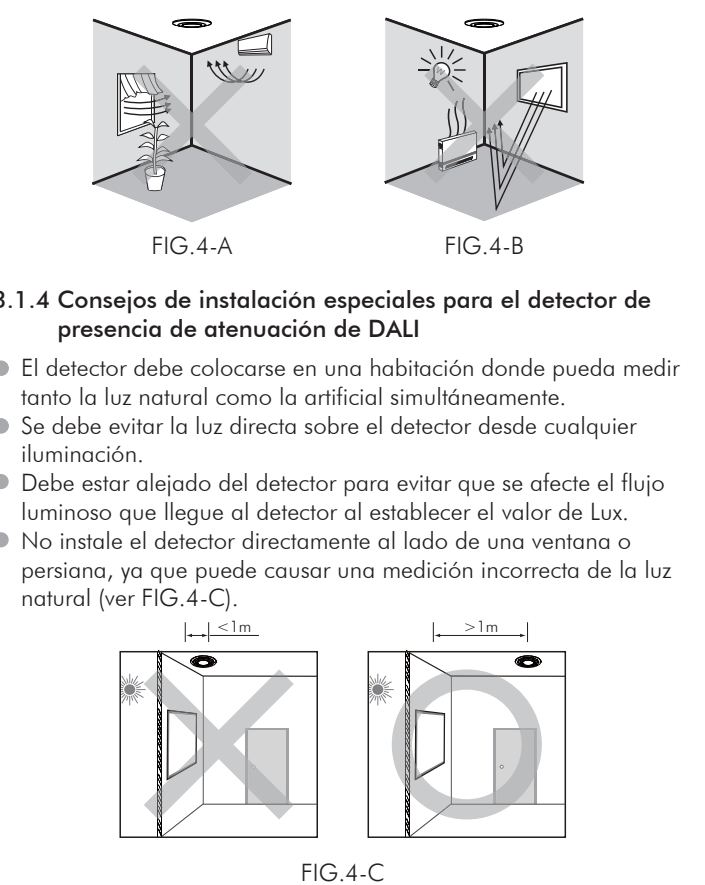 FIG.4-A FIG.4-B
3.1.4 Consejos de instalación especiales para el detector de
presencia de atenuación de DALI
El detector debe colocarse en una habitación donde pueda medir
tanto la luz natural como la artificial simultáneamente.
Se debe evitar la luz directa sobre el detector desde cualquier
iluminación.
Debe estar alejado del detector para evitar que se afecte el flujo
luminoso que llegue al detector al establecer el valor de Lux.
No instale el detector directamente al lado de una ventana o
persiana, ya que puede causar una medición incorrecta de la luz
natural (ver FIG.4-C).
<1m >1m
FIG.4-C